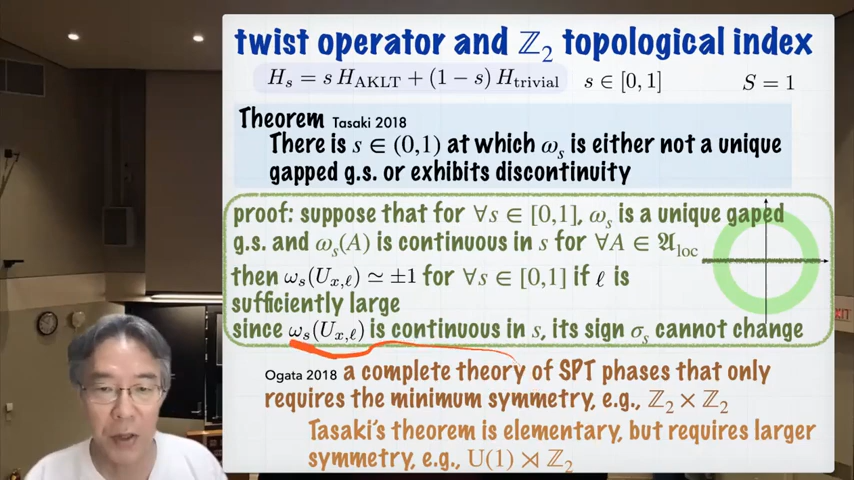 twist operator and ℤ₂ topological index
H_s = s H_AKLT + (1 − s) H_trivial   s ∈ [0, 1]   S = 1
Theorem Tasaki 2018
There is s ∈ (0,1) at which ω_s is either not a unique
gapped g.s. or exhibits discontinuity
proof: suppose that for ∀s ∈ [0,1], ω_s is a unique gaped
g.s. and ω_s(A) is continuous in s for ∀A ∈ 𝔄_loc
then ω_s(U_{x,ℓ}) ≃ ±1 for ∀s ∈ [0,1] if ℓ is
sufficiently large
since ω_s(U_{x,ℓ}) is continuous in s, its sign σ_s cannot change
Ogata 2018 a complete theory of SPT phases that only
requires the minimum symmetry, e.g., ℤ₂ × ℤ₂
Tasaki's theorem is elementary, but requires larger
symmetry, e.g., U(1) ⋊ ℤ₂